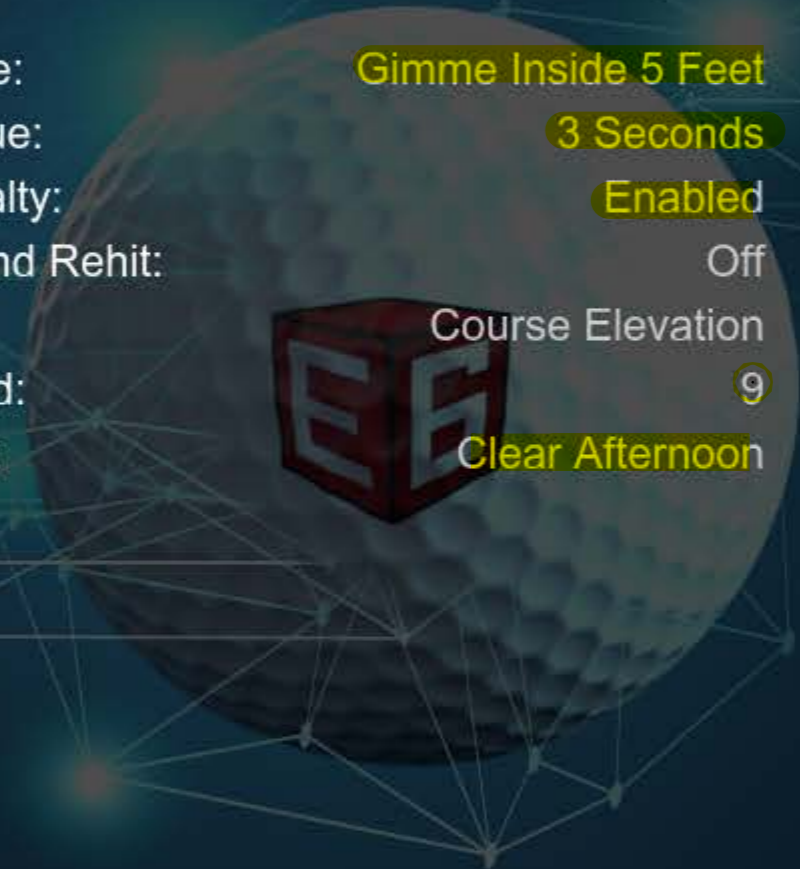 e: Gimme Inside 5 Feet
ue: 3 Seconds
alty: Enabled
nd Rehit: Off
Course Elevation
d: 9
Clear Afternoon
E6